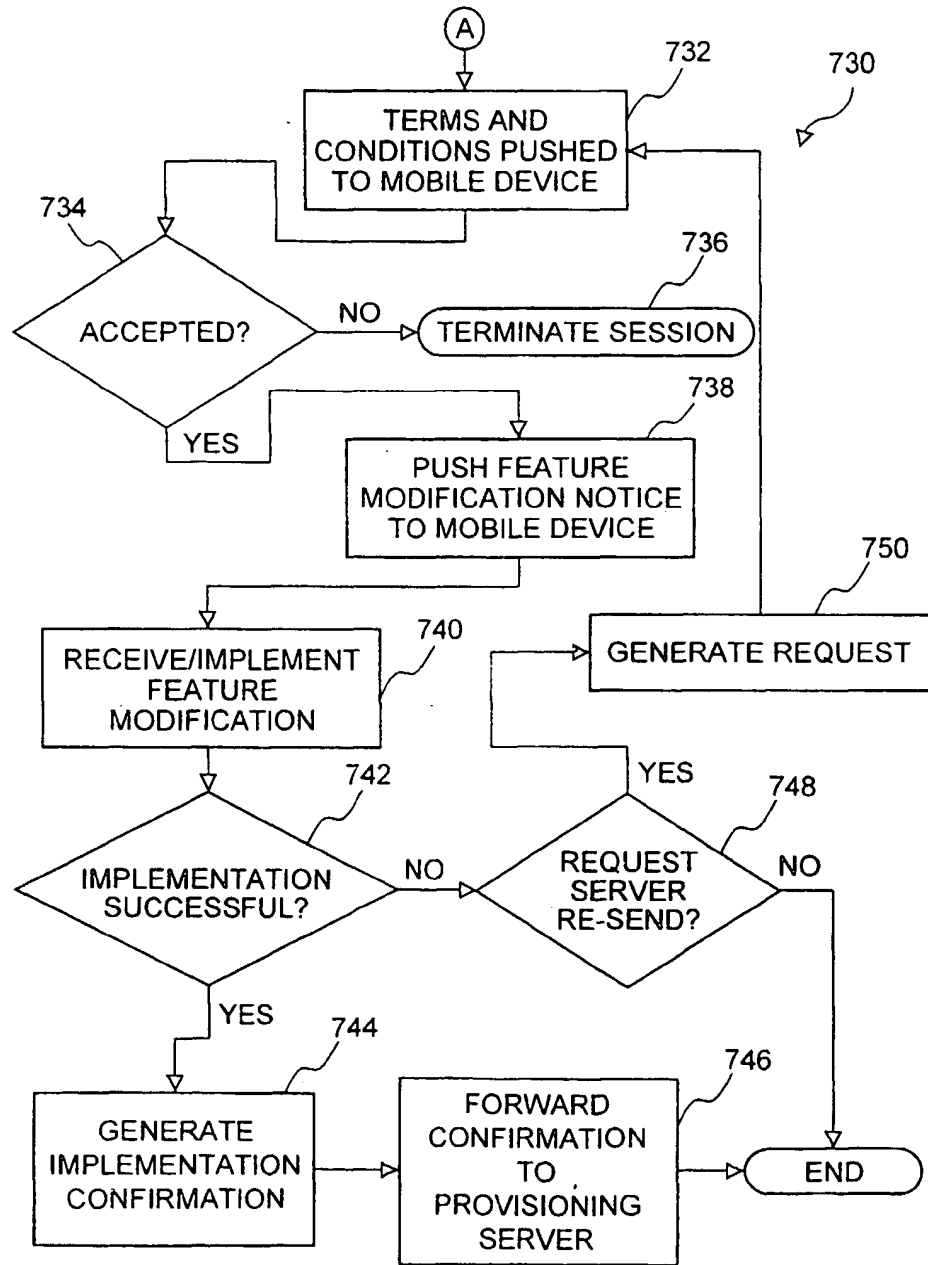 A
732
730
TERMS AND
CONDITIONS PUSHED
TO MOBILE DEVICE
734
736
ACCEPTED?
NO
TERMINATE SESSION
738
YES
PUSH FEATURE
MODIFICATION NOTICE
TO MOBILE DEVICE
750
740
GENERATE REQUEST
RECEIVE/IMPLEMENT
FEATURE
MODIFICATION
742
YES
748
IMPLEMENTATION
SUCCESSFUL?
NO
REQUEST
SERVER
RE-SEND?
NO
YES
744
746
GENERATE
IMPLEMENTATION
CONFIRMATION
FORWARD
CONFIRMATION
TO
PROVISIONING
SERVER
END